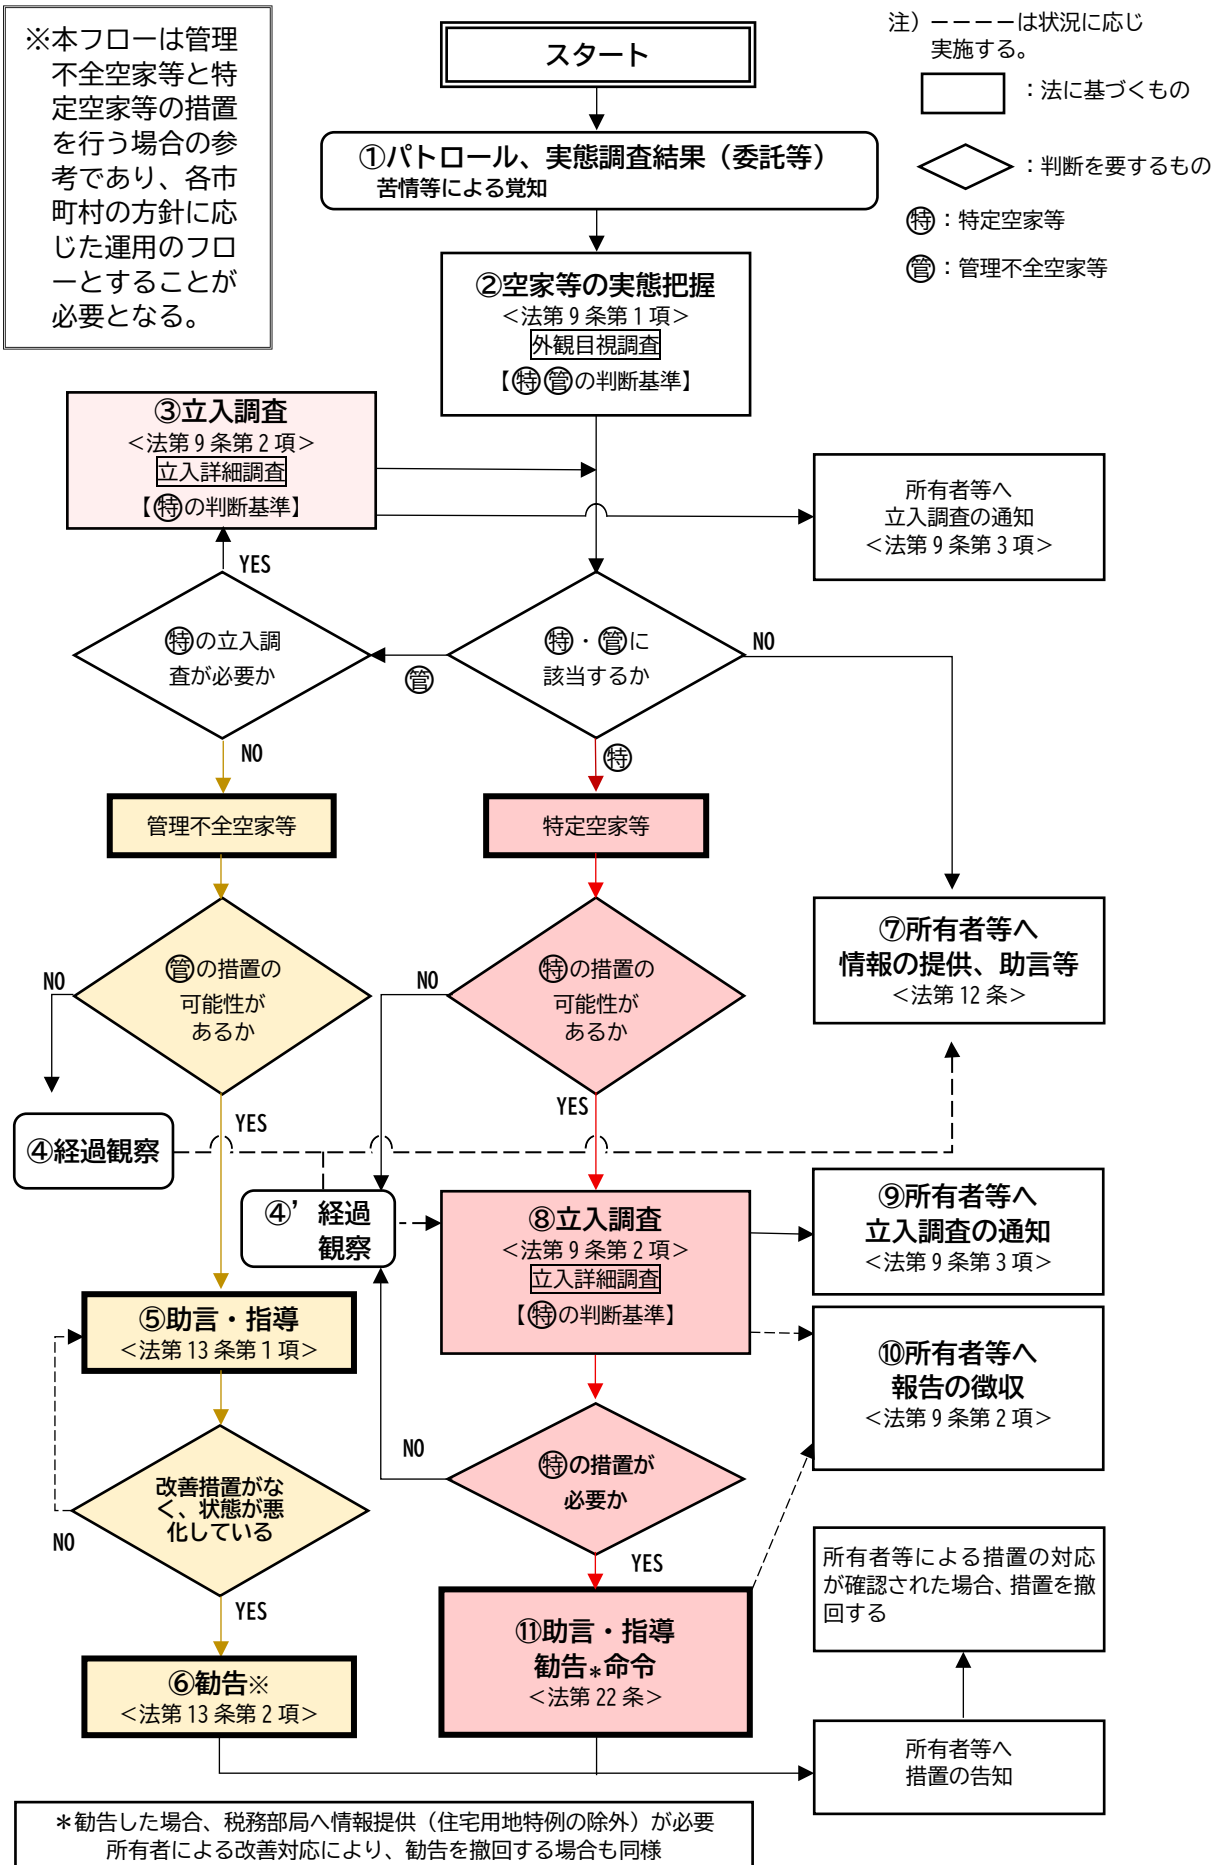 ※本フローは管理
不全空家等と特
定空家等の措置
を行う場合の参
考であり、各市
町村の方針に応
じた運用のフロ
ーとすることが
必要となる。
スタート
注）－－－－は状況に応じ
実施する。
：法に基づくもの
：判断を要するもの
特：特定空家等
管：管理不全空家等
①パトロール、実態調査結果（委託等）
苦情等による覚知
②空家等の実態把握
＜法第9条第1項＞
外観目視調査
【特管の判断基準】
③立入調査
＜法第9条第2項＞
立入詳細調査
【特の判断基準】
所有者等へ
立入調査の通知
＜法第9条第3項＞
YES
特の立入調
査が必要か
管
特・管に
該当するか
NO
NO
特
管理不全空家等
特定空家等
管の措置の
可能性が
あるか
NO
特の措置の
可能性が
あるか
NO
⑦所有者等へ
情報の提供、助言等
＜法第12条＞
YES
YES
④経過観察
④’経過
観察
⑧立入調査
＜法第9条第2項＞
立入詳細調査
【特の判断基準】
⑨所有者等へ
立入調査の通知
＜法第9条第3項＞
⑤助言・指導
＜法第13条第1項＞
⑩所有者等へ
報告の徴収
＜法第9条第2項＞
改善措置がな
く、状態が悪
化している
NO
NO
特の措置が
必要か
YES
YES
所有者等による措置の対応
が確認された場合、措置を撤
回する
⑥勧告※
＜法第13条第2項＞
⑪助言・指導
勧告*命令
＜法第22条＞
所有者等へ
措置の告知
＊勧告した場合、税務部局へ情報提供（住宅用地特例の除外）が必要
所有者による改善対応により、勧告を撤回する場合も同様